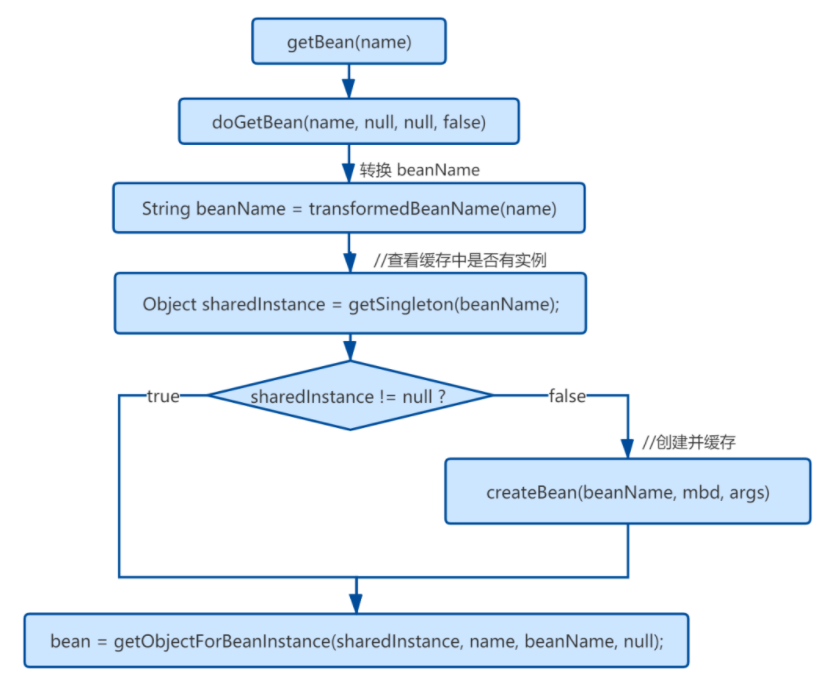 getBean(name)
doGetBean(name, null, null, false)
转换 beanName
String beanName = transformedBeanName(name)
//查看缓存中是否有实例
Object sharedInstance = getSingleton(beanName);
sharedInstance != null ?
true
false
//创建并缓存
createBean(beanName, mbd, args)
bean = getObjectForBeanInstance(sharedInstance, name, beanName, null);